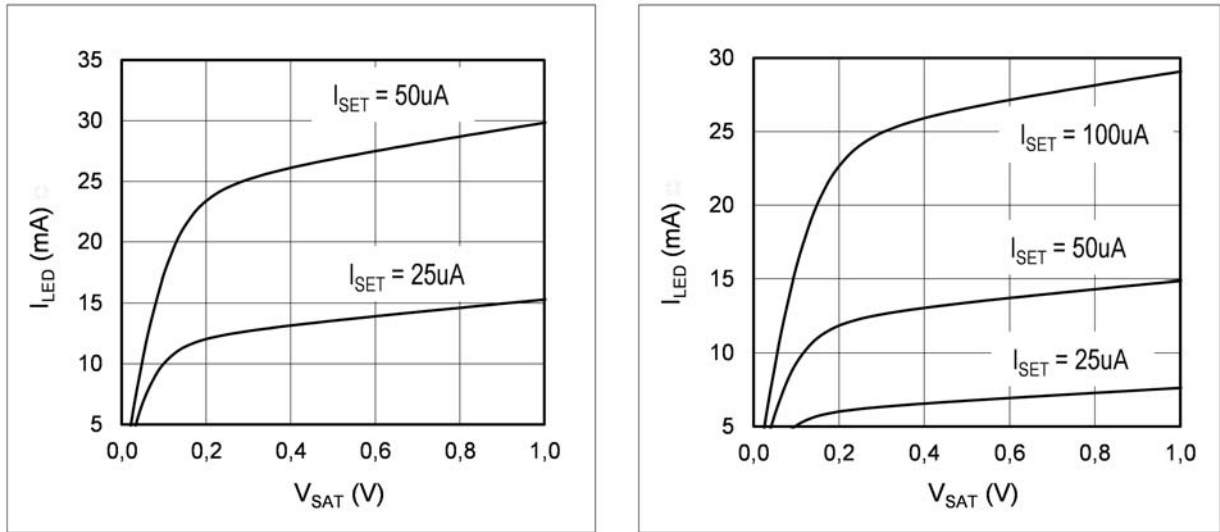 35
30
25
20
15
10
5
I_LED (mA)
I_SET = 50uA
I_SET = 25uA
0,0 0,2 0,4 0,6 0,8 1,0
V_SAT (V)
30
25
20
15
10
5
I_LED (mA)
I_SET = 100uA
I_SET = 50uA
I_SET = 25uA
0,0 0,2 0,4 0,6 0,8 1,0
V_SAT (V)